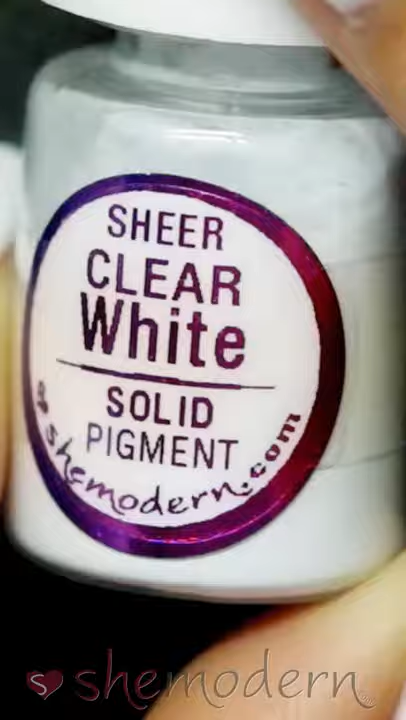 SHEER
CLEAR
White
SOLID
PIGMENT
shemodern.com
shemodern